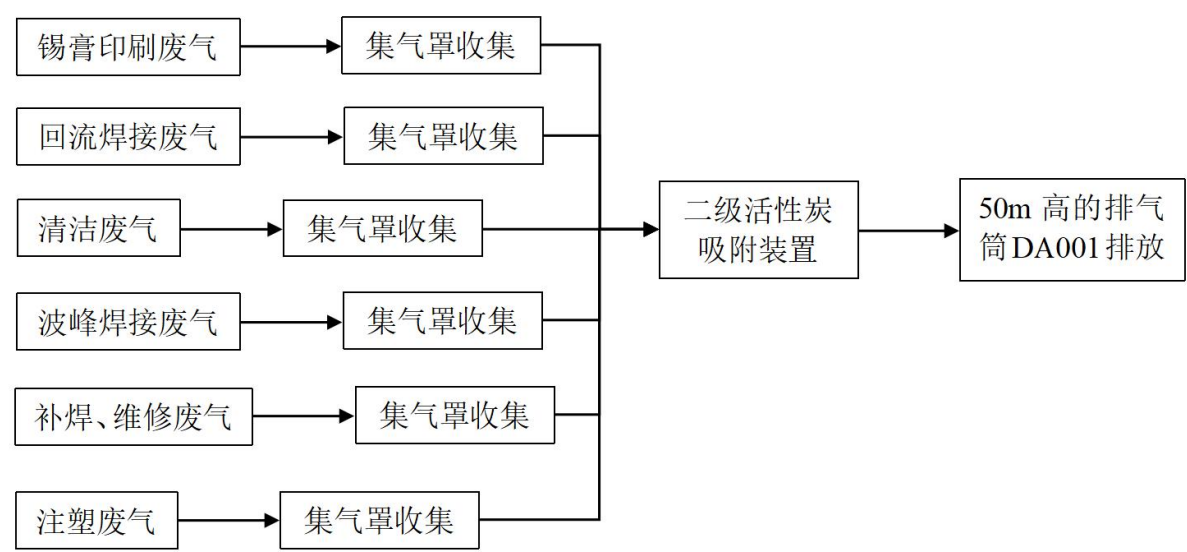 锡膏印刷废气
集气罩收集
回流焊接废气
集气罩收集
清洁废气
集气罩收集
二级活性炭
吸附装置
50m 高的排气
筒DA001排放
波峰焊接废气
集气罩收集
补焊、维修废气
集气罩收集
注塑废气
集气罩收集